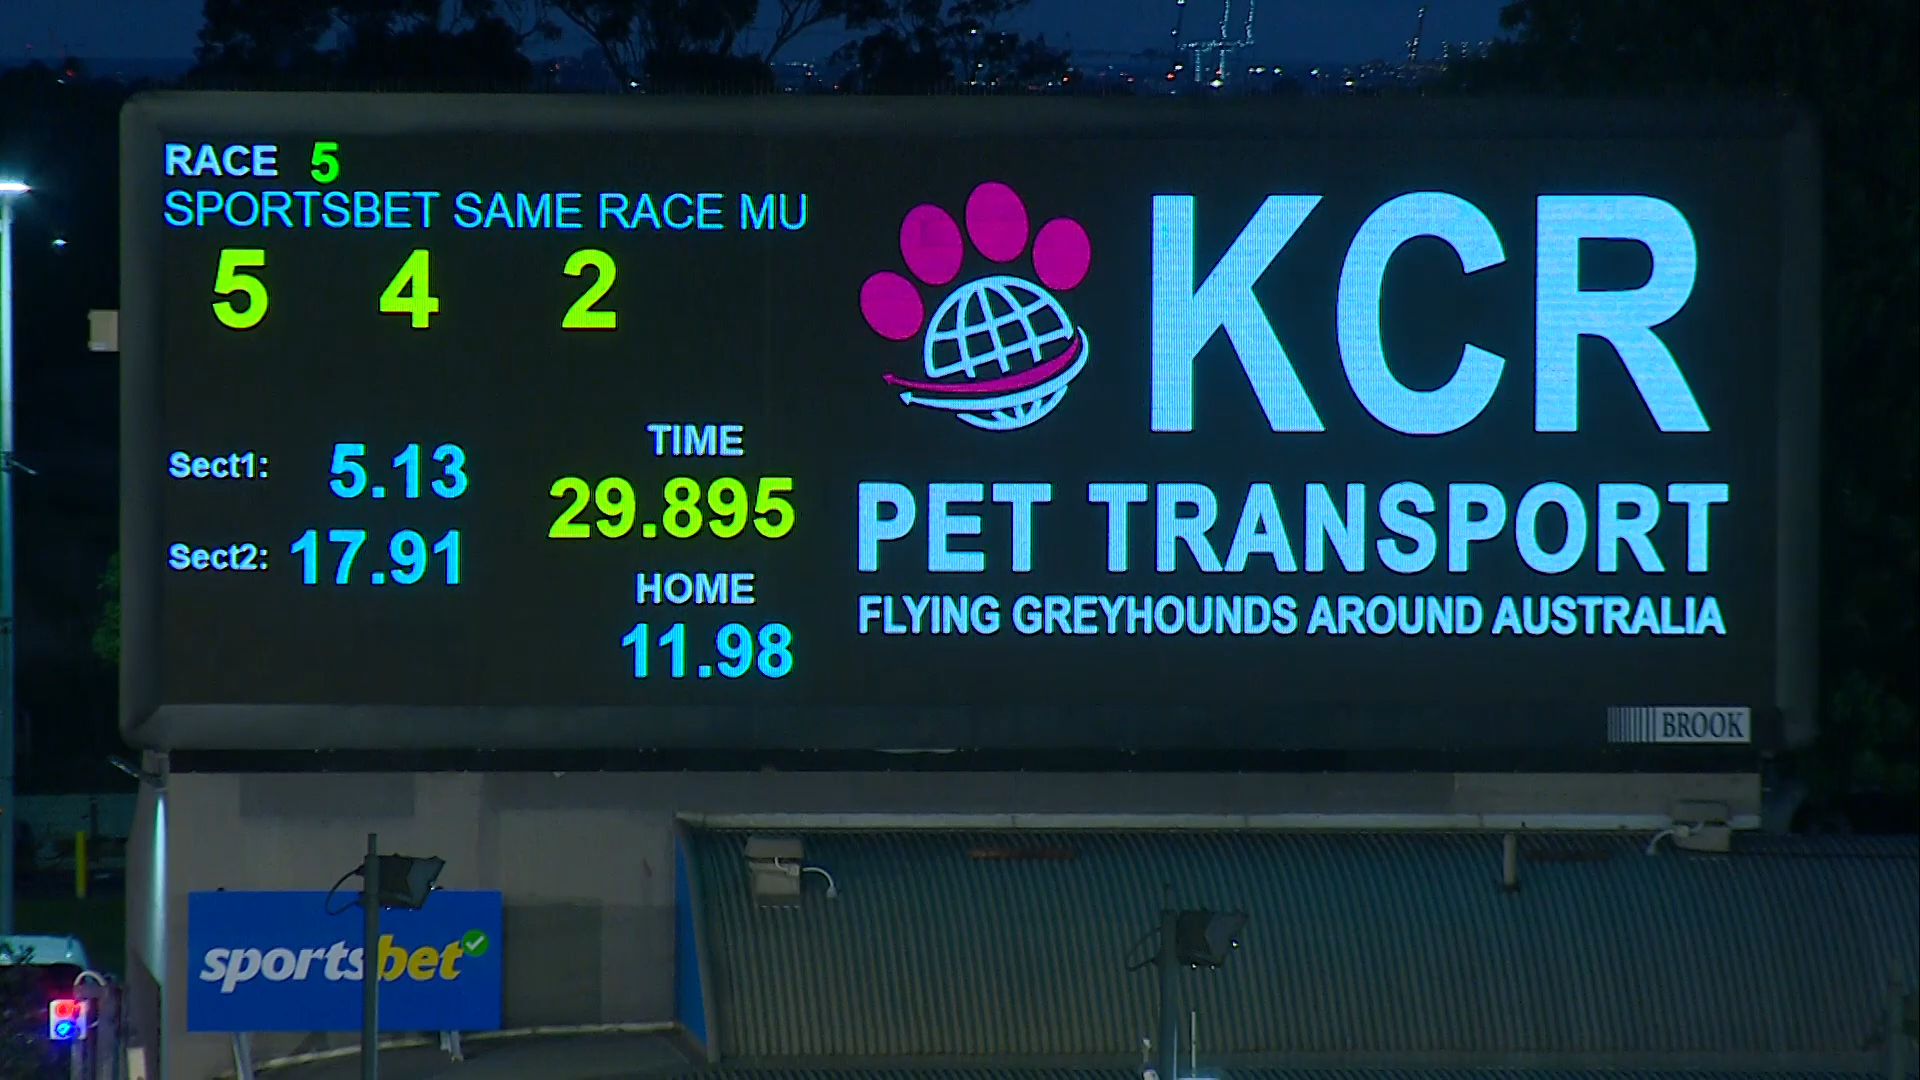 RACE 5
SPORTSBET SAME RACE MU
5 4 2
Sect1: 5.13
Sect2: 17.91
TIME
29.895
HOME
11.98
KCR
PET TRANSPORT
FLYING GREYHOUNDS AROUND AUSTRALIA
BROOK
sportsbet